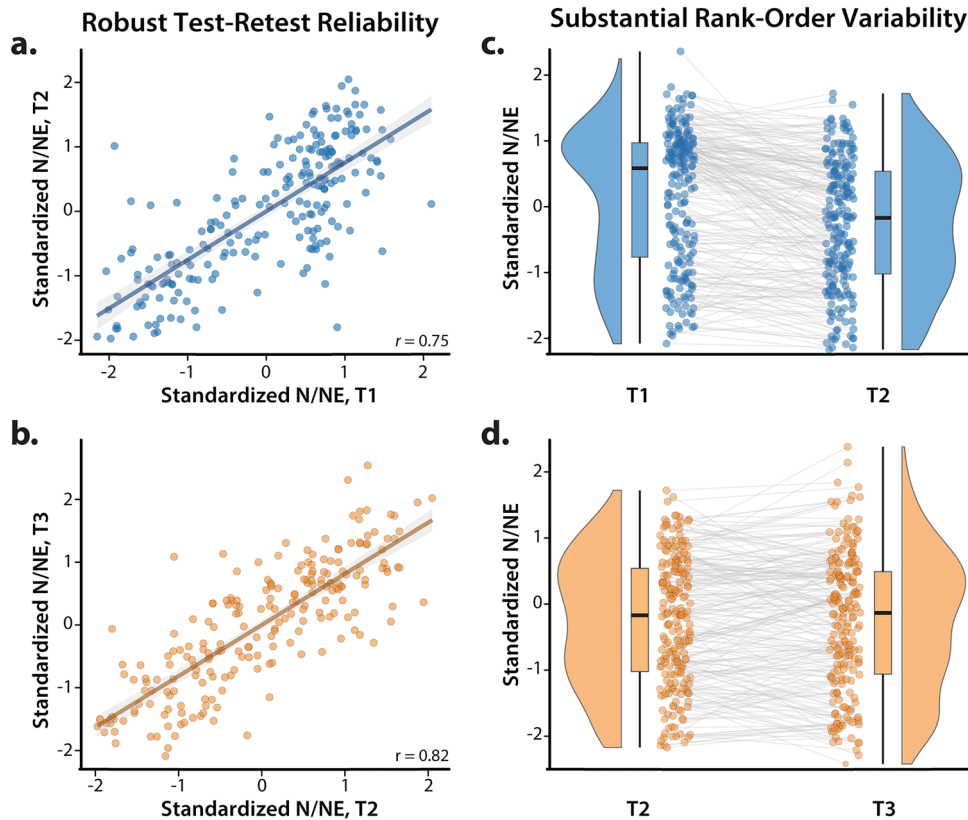 Robust Test-Retest Reliability
Substantial Rank-Order Variability
a.
Standardized N/NE, T2
2
1
0
-1
-2
r = 0.75
-2 -1 0 1 2
Standardized N/NE, T1
c.
Standardized N/NE
2
1
0
-1
-2
T1 T2
b.
Standardized N/NE, T3
2
1
0
-1
-2
r = 0.82
-2 -1 0 1 2
Standardized N/NE, T2
d.
Standardized N/NE
2
1
0
-1
-2
T2 T3